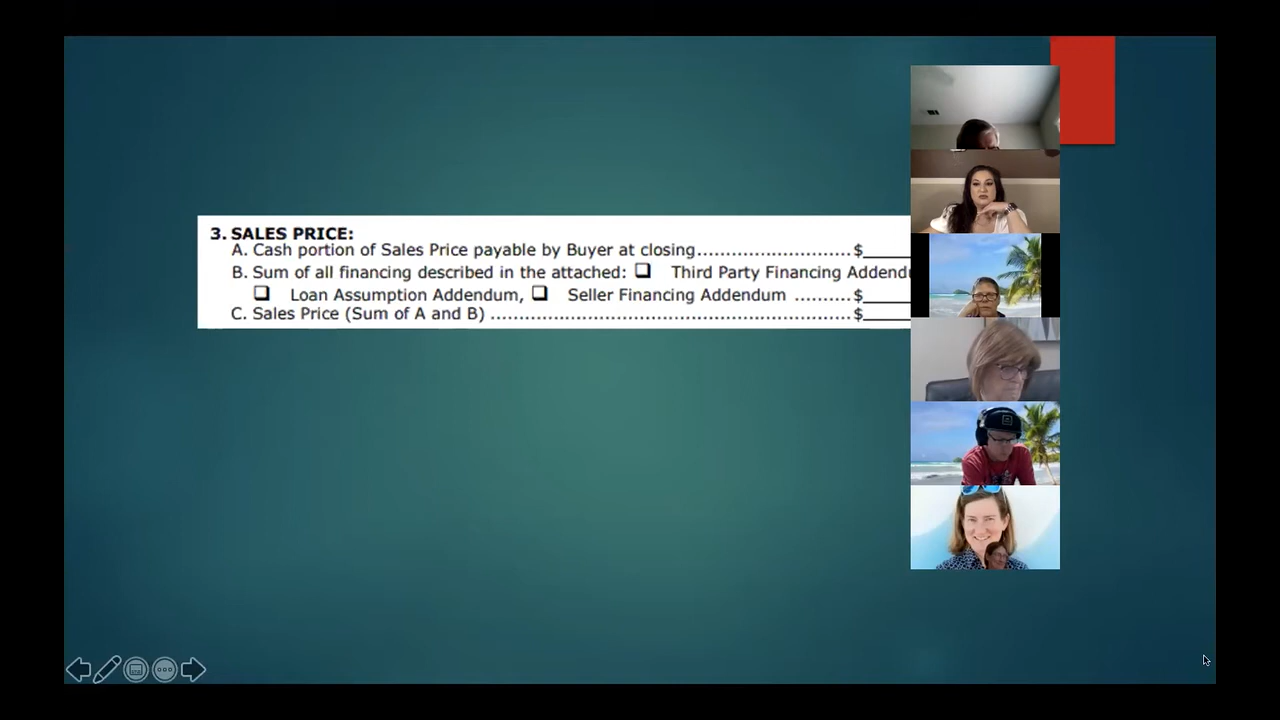 3. SALES PRICE:
A. Cash portion of Sales Price payable by Buyer at closing........................... $
B. Sum of all financing described in the attached: ❑ Third Party Financing Addend
❑ Loan Assumption Addendum, ❑ Seller Financing Addendum .......... $
C. Sales Price (Sum of A and B) ................................................................. $